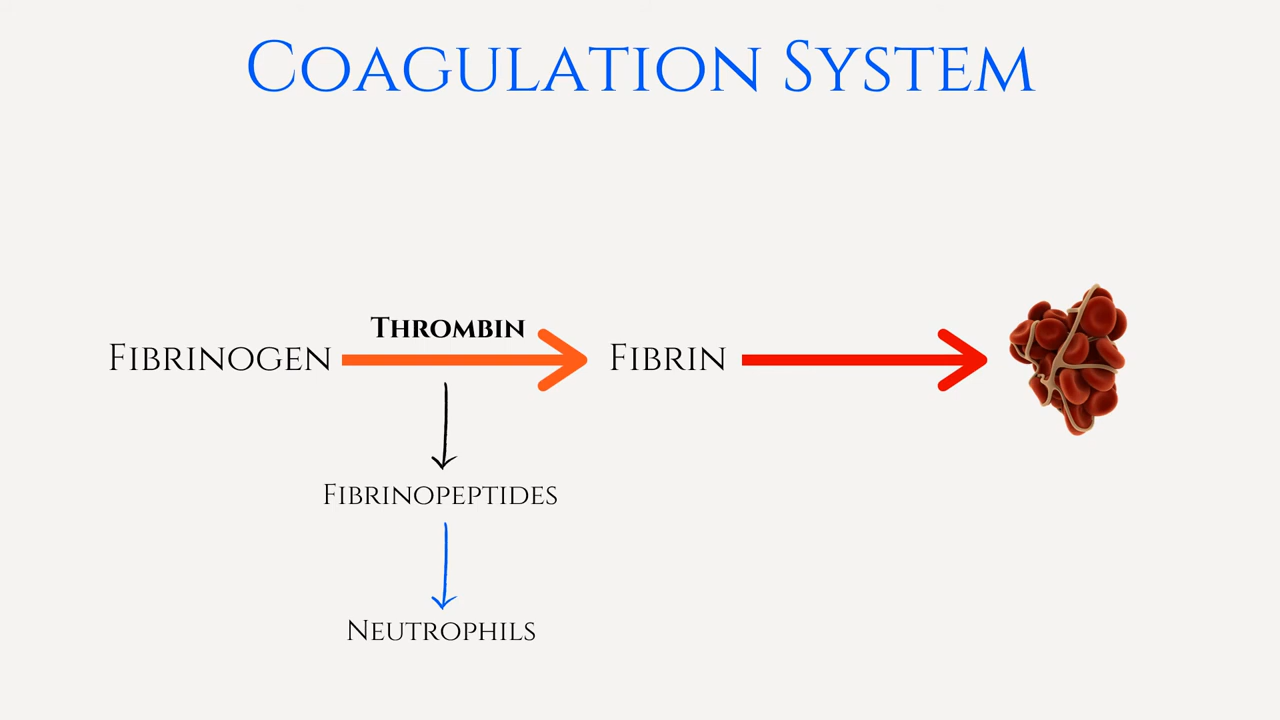 Coagulation System
Thrombin
Fibrinogen
Fibrin
Fibrinopeptides
Neutrophils